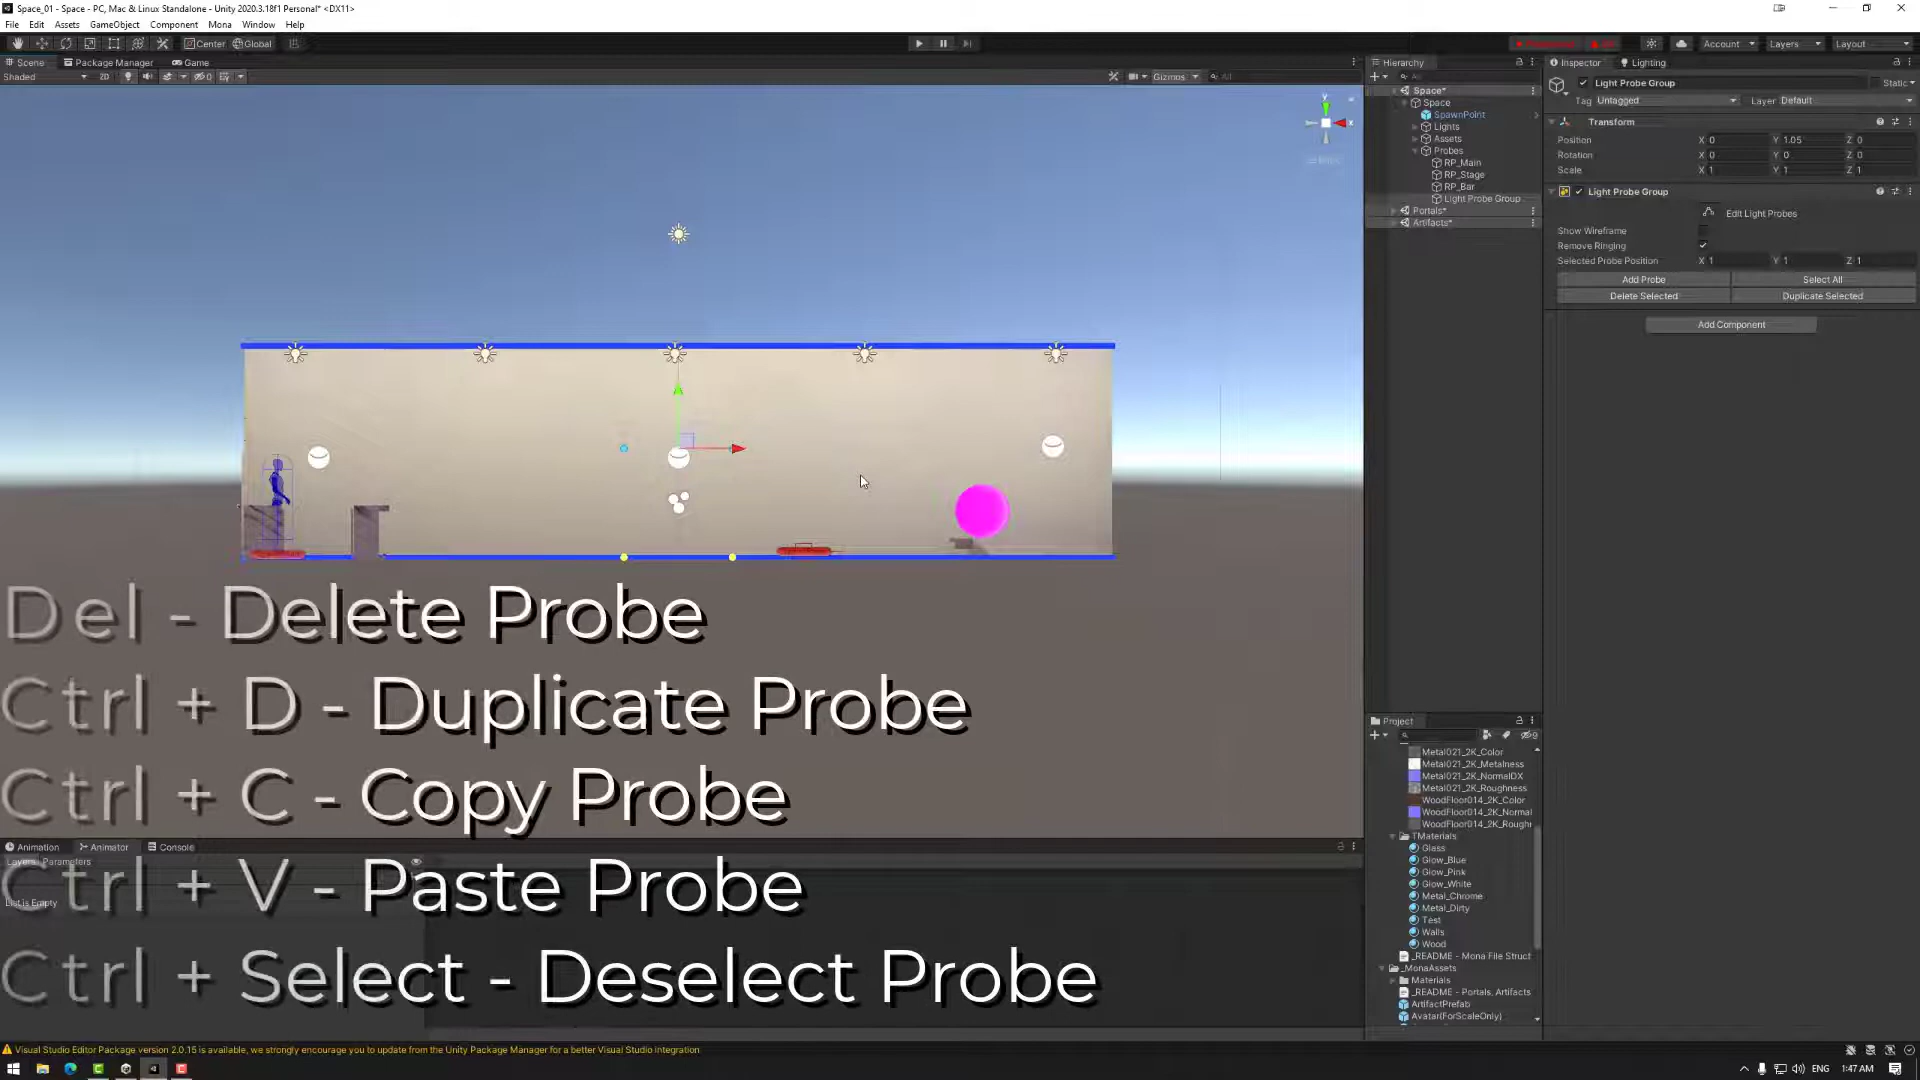 Space_01 - Space - PC, Mac & Linux Standalone - Unity 2020.3.18f1 Personal* <DX11>
File Edit Assets GameObject Component Mona Window Help
Center Global
Account Layers Layout
Scene Package Manager Game
Shaded 2D 0 Gizmos All
y x
Hierarchy
All
Space*
Space
SpawnPoint
Lights
Assets
Probes
RP_Main
RP_Stage
RP_Bar
Light Probe Group
Portals*
Artifacts*
Inspector Lighting
Light Probe Group Static
Tag Untagged Layer Default
Transform
Position X 0 Y 1.05 Z 0
Rotation X 0 Y 0 Z 0
Scale X 1 Y 1 Z 1
Light Probe Group
Edit Light Probes
Show Wireframe
Remove Ringing
Selected Probe Position X 1 Y 1 Z 1
Add Probe Select All
Delete Selected Duplicate Selected
Add Component
Del - Delete Probe
Ctrl + D - Duplicate Probe
Ctrl + C - Copy Probe
Ctrl + V - Paste Probe
Ctrl + Select - Deselect Probe
Animation Animator Console
Layers Parameters
List is Empty
Project
9
Metal021_2K_Color
Metal021_2K_Metalness
Metal021_2K_NormalDX
Metal021_2K_Roughness
WoodFloor014_2K_Color
WoodFloor014_2K_Normal
WoodFloor014_2K_Roughr
TMaterials
Glass
Glow_Blue
Glow_Pink
Glow_White
Metal_Chrome
Metal_Dirty
Test
Walls
Wood
_README - Mona File Struct
_MonaAssets
Materials
_README - Portals, Artifacts
ArtifactPrefab
Avatar(ForScaleOnly)
Visual Studio Editor Package version 2.0.15 is available, we strongly encourage you to update from the Unity Package Manager for a better Visual Studio integration
ENG 1:47 AM